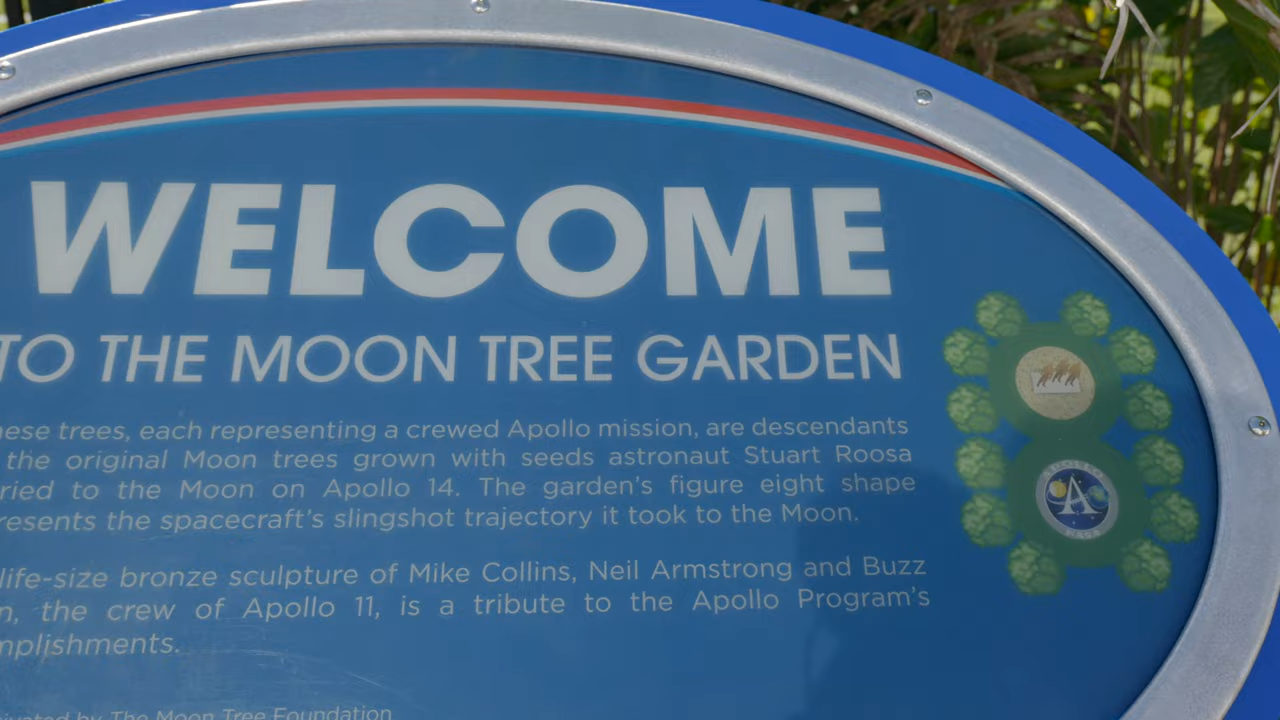 WELCOME
TO THE MOON TREE GARDEN
hese trees, each representing a crewed Apollo mission, are descendants
the original Moon trees grown with seeds astronaut Stuart Roosa
ried to the Moon on Apollo 14. The garden's figure eight shape
resents the spacecraft's slingshot trajectory it took to the Moon.
life-size bronze sculpture of Mike Collins, Neil Armstrong and Buzz
n, the crew of Apollo 11, is a tribute to the Apollo Program's
mplishments.
ivated by The Moon Tree Foundation
A